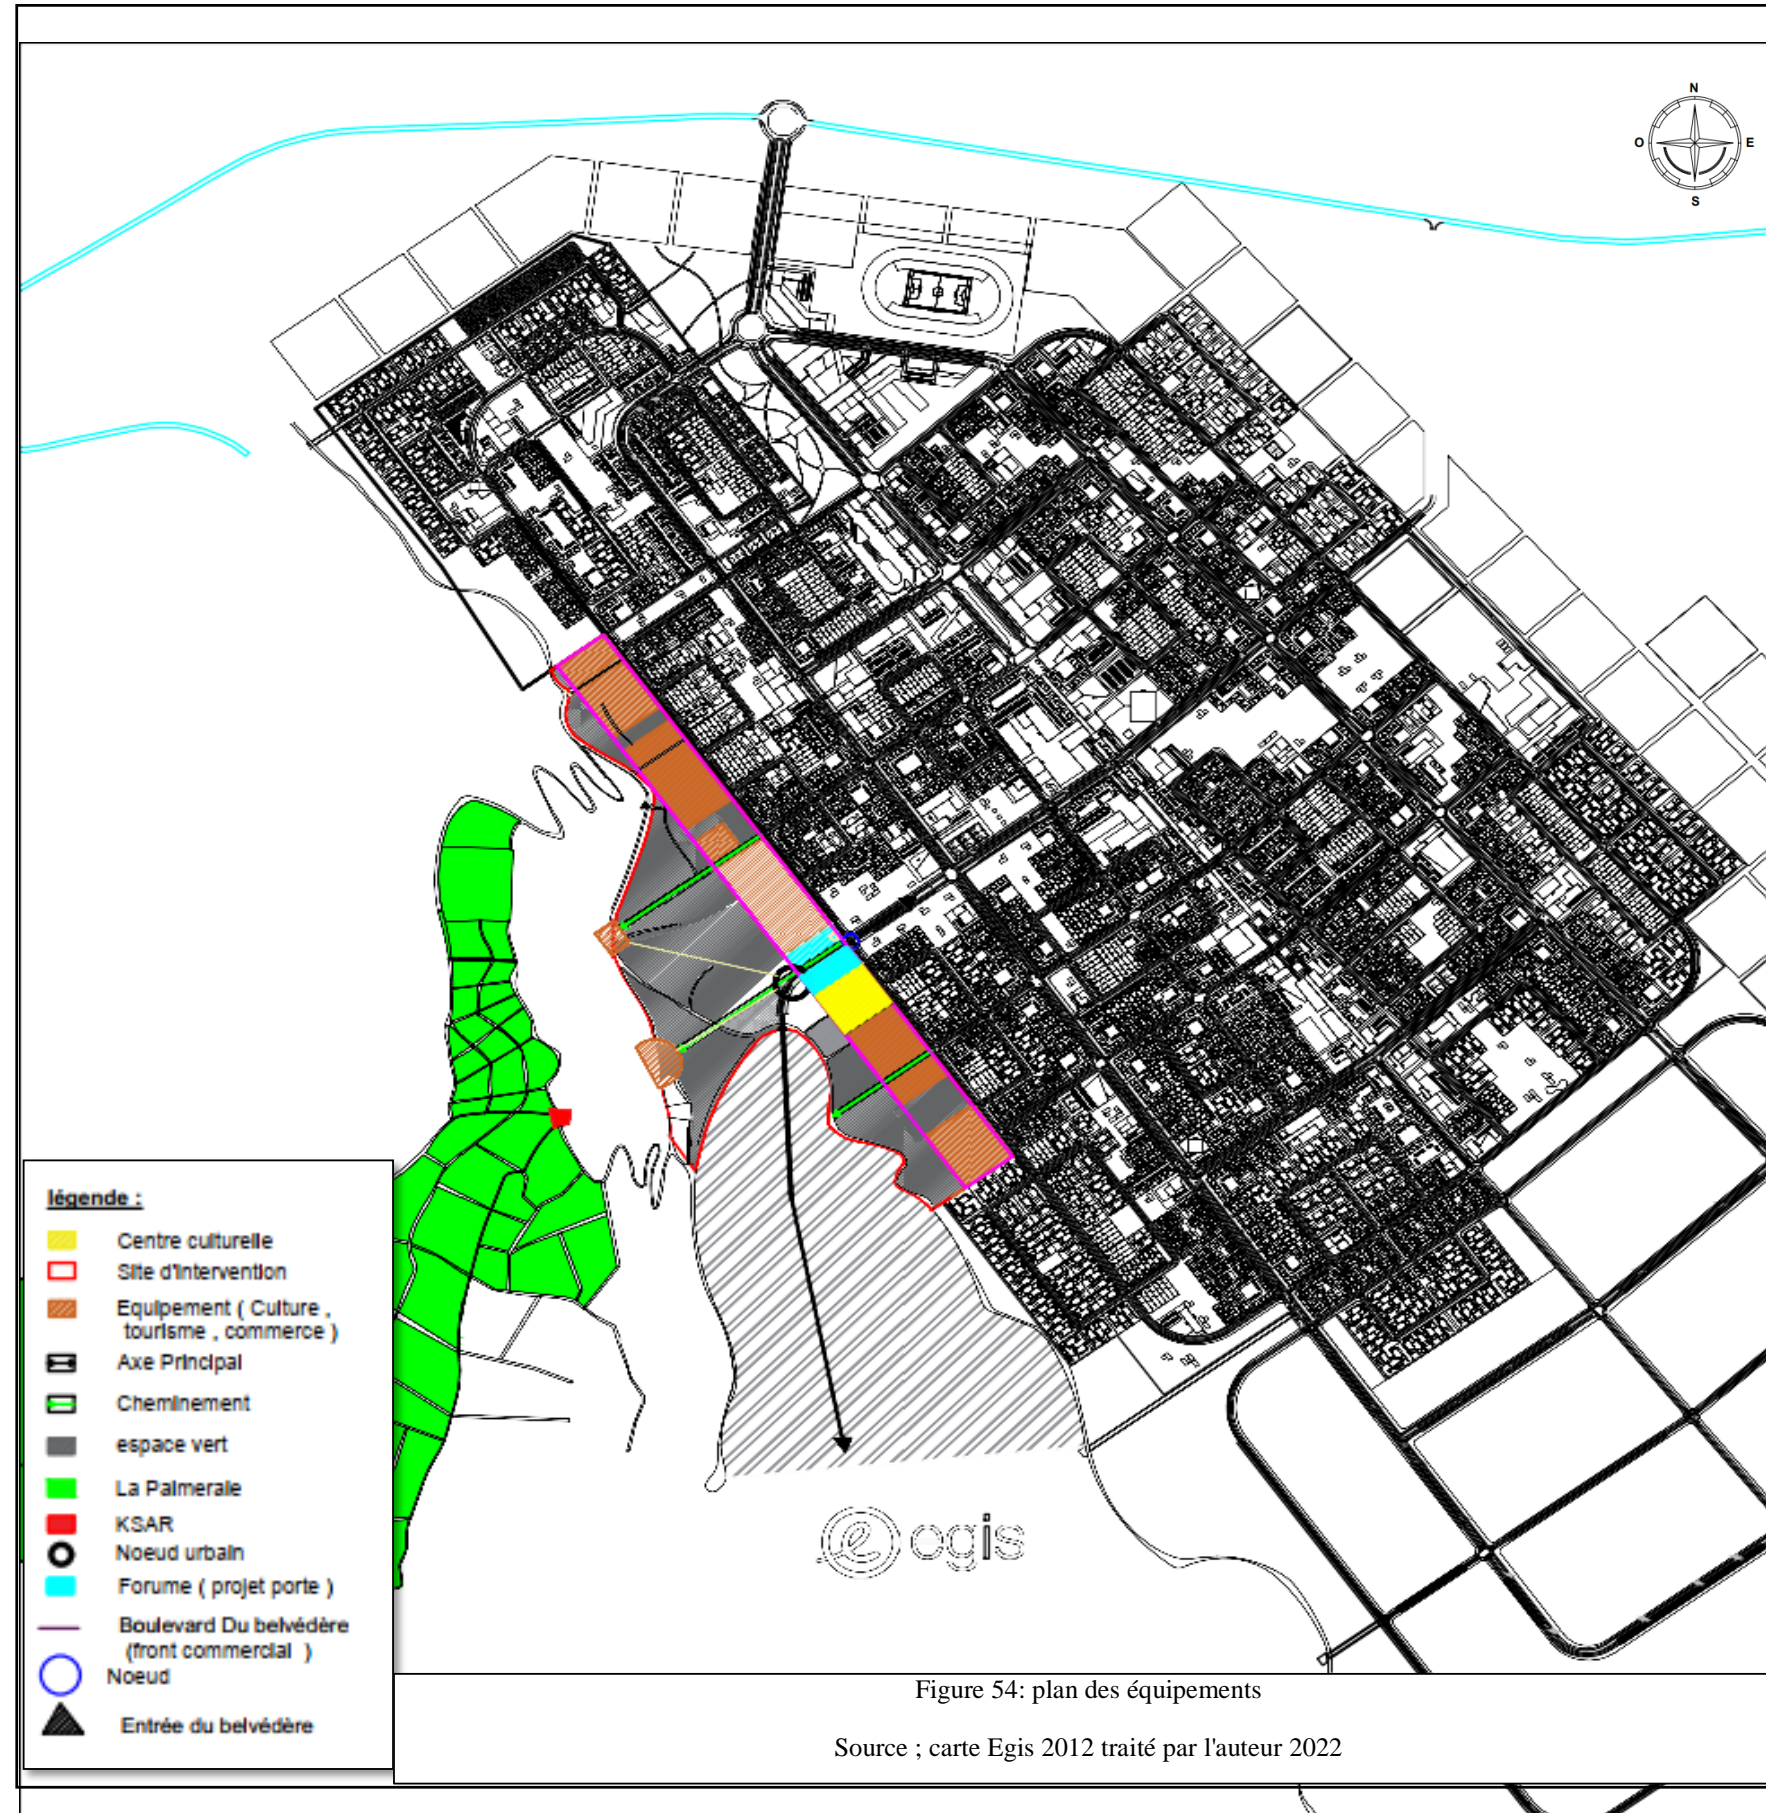 N
O
E
S
egis
légende :
Centre culturelle
Site d'intervention
Equipement ( Culture ,
tourisme , commerce )
Axe Principal
Cheminement
espace vert
La Palmeraie
KSAR
Noeud urbain
Forume ( projet porte )
Boulevard Du belvédère
(front commercial )
Noeud
Entrée du belvédère
Figure 54: plan des équipements
Source ; carte Egis 2012 traité par l'auteur 2022